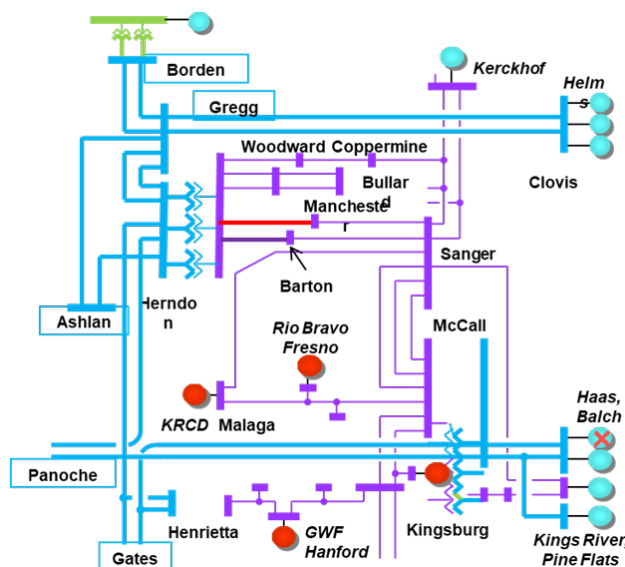 Borden
Kerckhof
Helm
s
Gregg
Woodward Coppermine
Bullar
d
Clovis
Mancheste
r
Sanger
Barton
Herndo
n
Ashlan
Rio Bravo
Fresno
McCall
KRCD Malaga
Haas,
Balch
Panoche
Henrietta
GWF
Hanford
Kingsburg
Kings River,
Pine Flats
Gates